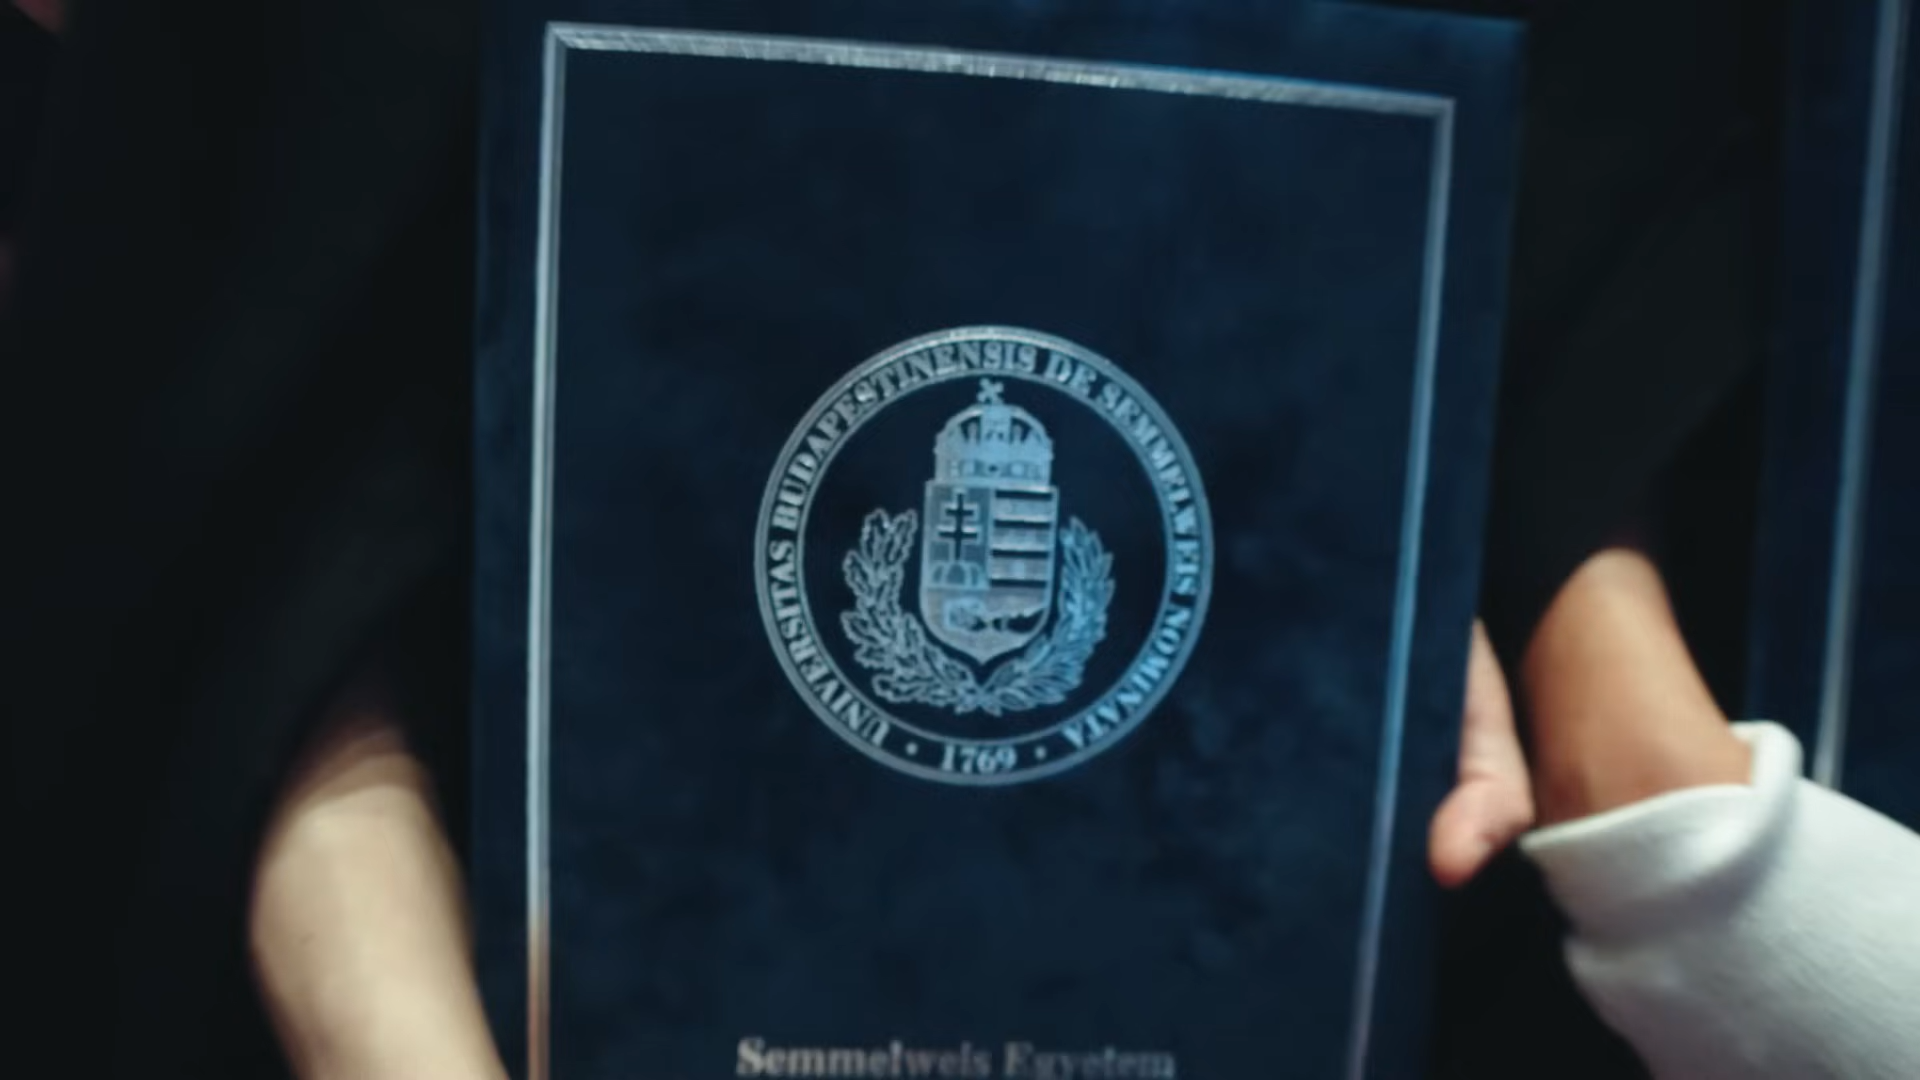 UNIVERSITAS BUDAPESTINENSIS DE SEMMELWEIS NOMINATA
• 1769 •
Semmelweis Egyetem